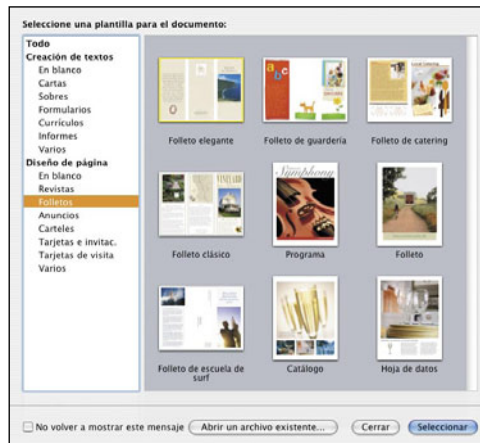 Seleccione una plantilla para el documento:
Todo
Creación de textos
En blanco
Cartas
Sobres
Formularios
Currículos
Informes
Varios
Diseño de página
En blanco
Revistas
Folletos
Anuncios
Carteles
Tarjetas e invitac.
Tarjetas de visita
Varios
a b c
Folleto elegante
Folleto de guardería
Folleto de catering
VINEYARD
Symphony
Folleto clásico
Programa
Folleto
Folleto de escuela de
surf
Catálogo
Hoja de datos
No volver a mostrar este mensaje
Abrir un archivo existente...
Cerrar
Seleccionar